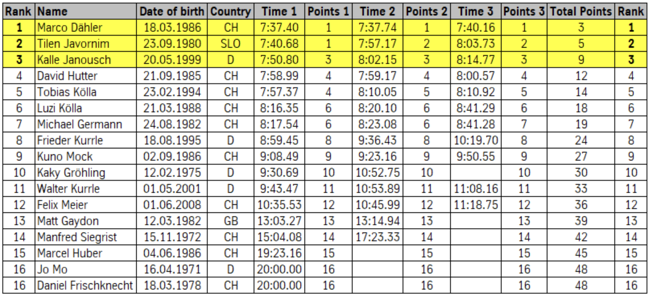 Rank Name Date of birth Country Time 1 Points 1 Time 2 Points 2 Time 3 Points 3 Total Points Rank
1 Marco Dähler 18.03.1986 CH 7:37.40 1 7:37.74 1 7:40.16 1 3 1
2 Tilen Javornim 23.09.1980 SLO 7:40.68 1 7:57.17 2 8:03.73 2 5 2
3 Kalle Janousch 20.05.1999 D 7:50.80 3 8:02.15 3 8:14.77 3 9 3
4 David Hutter 21.09.1985 CH 7:58.99 4 7:59.17 4 8:00.57 4 12 4
5 Tobias Kölla 23.04.1994 CH 7:57.37 4 8:10.05 5 8:10.92 5 14 5
6 Luzi Kölla 21.03.1988 CH 8:16.35 6 8:20.10 6 8:41.29 6 18 6
7 Michael Germann 24.08.1982 CH 8:17.54 6 8:23.08 6 8:41.28 7 19 7
8 Frieder Kurrle 18.08.1995 D 8:59.45 8 9:36.43 8 10:19.70 8 24 8
9 Kuno Mock 02.09.1986 CH 9:08.49 9 9:23.16 9 9:50.55 9 27 9
10 Kaky Gröhling 12.02.1975 D 9:30.69 10 10:52.75 10 10 30 10
11 Walter Kurrle 01.05.2001 D 9:43.47 11 10:53.89 11 11:08.16 11 33 11
12 Felix Meier 01.06.2008 CH 10:35.53 12 10:45.99 12 11:18.75 12 36 12
13 Matt Gaydon 12.03.1982 GB 13:03.27 13 13:14.94 13 13 39 13
14 Manfred Siegrist 15.11.1972 CH 15:04.08 14 17:23.33 14 14 42 14
15 Marcel Huber 04.06.1986 CH 19:23.16 15 15 15 45 15
16 Jo Mo 16.04.1971 D 20:00.00 16 16 16 48 16
16 Daniel Frischknecht 18.03.1978 CH 20:00.00 16 16 16 48 16